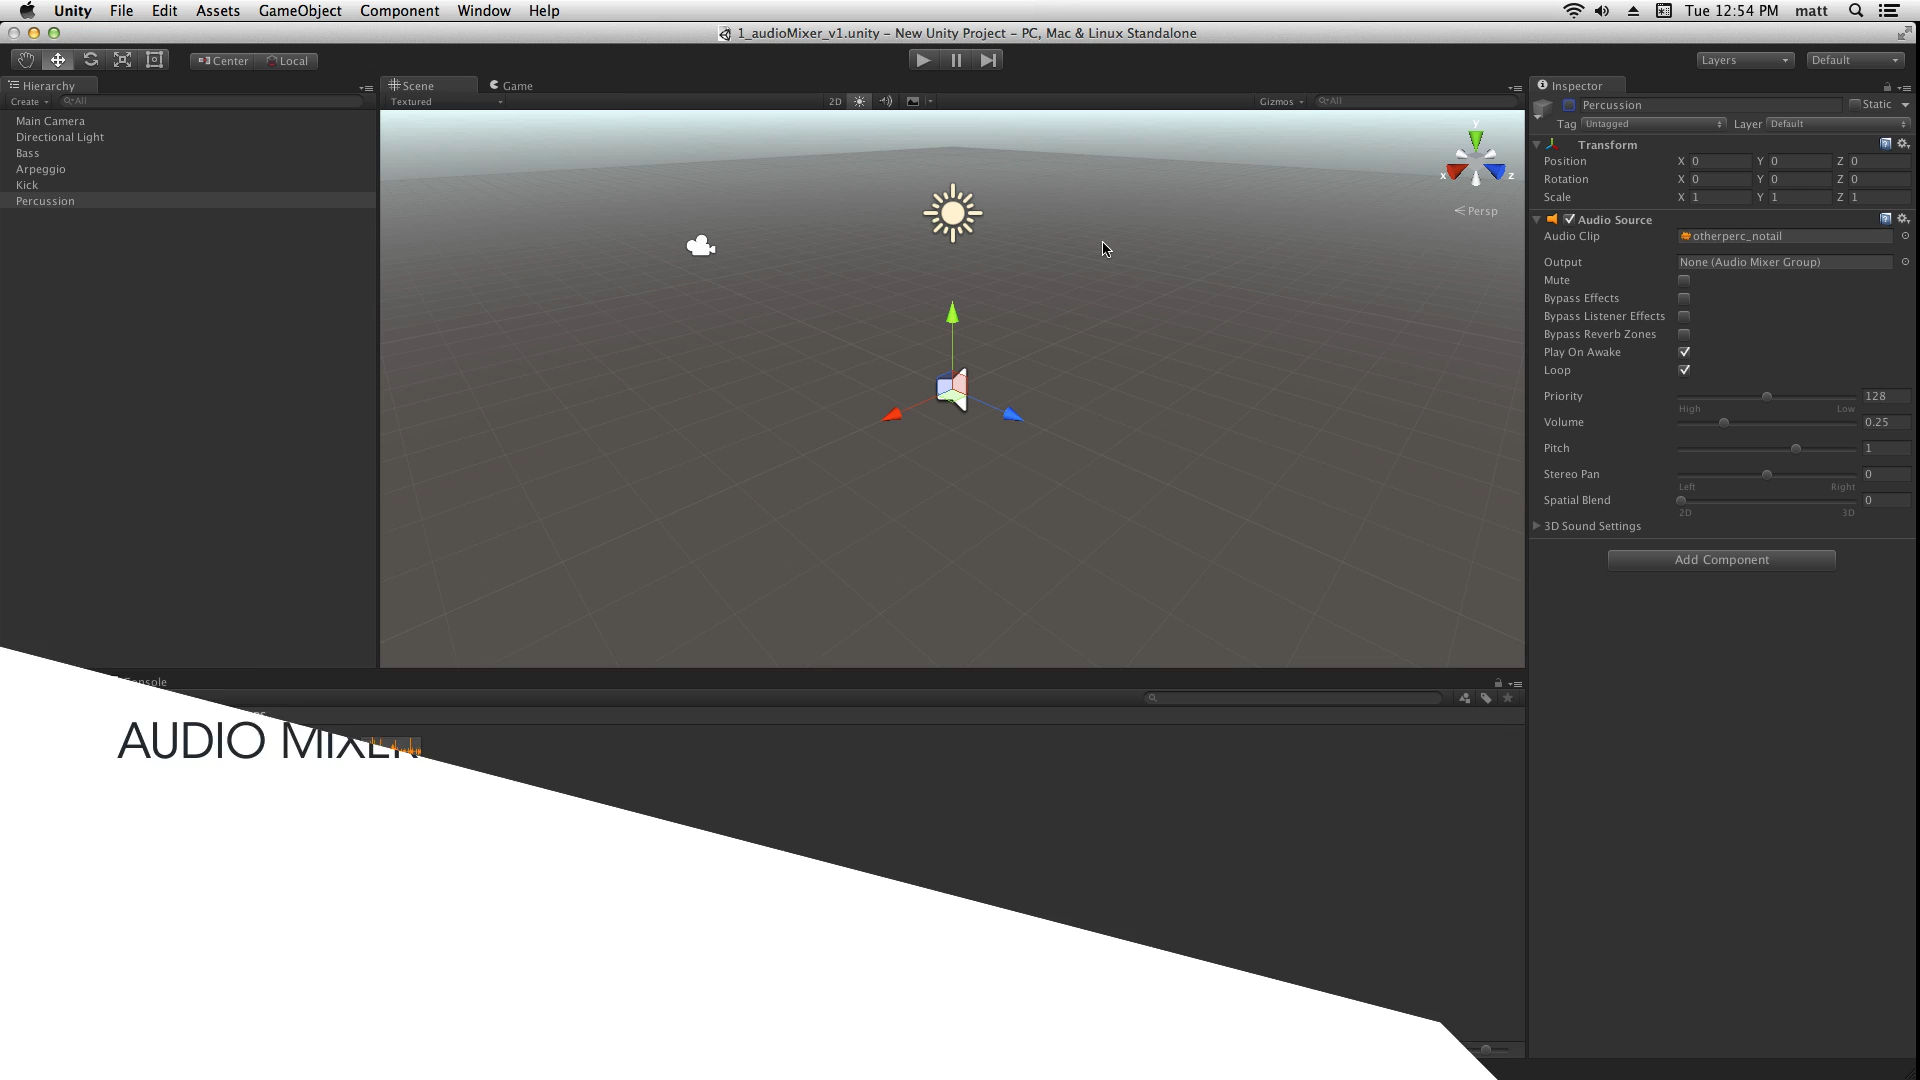 Unity File Edit Assets GameObject Component Window Help
Tue 12:54 PM matt
1_audioMixer_v1.unity – New Unity Project – PC, Mac & Linux Standalone
Center Local
Layers Default
Hierarchy
Create All
Main Camera
Directional Light
Bass
Arpeggio
Kick
Percussion
Scene Game
Textured 2D Gizmos All
y
x z
Persp
Inspector
Percussion Static
Tag Untagged Layer Default
Transform
Position X 0 Y 0 Z 0
Rotation X 0 Y 0 Z 0
Scale X 1 Y 1 Z 1
Audio Source
Audio Clip otherperc_notail
Output None (Audio Mixer Group)
Mute
Bypass Effects
Bypass Listener Effects
Bypass Reverb Zones
Play On Awake
Loop
Priority 128
High Low
Volume 0.25
Pitch 1
Stereo Pan 0
Left Right
Spatial Blend 0
2D 3D
3D Sound Settings
Add Component
Console
AUDIO MIXER